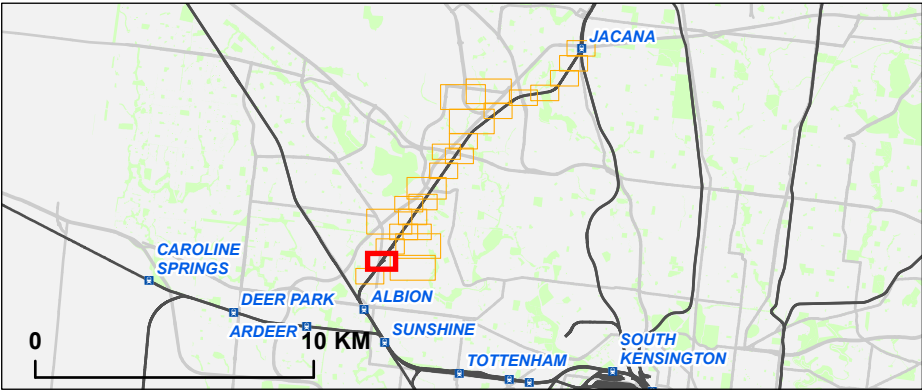 JACANA
CAROLINE
SPRINGS
DEER PARK
ALBION
ARDEER
SUNSHINE
0
10 KM
TOTTENHAM
SOUTH
KENSINGTON